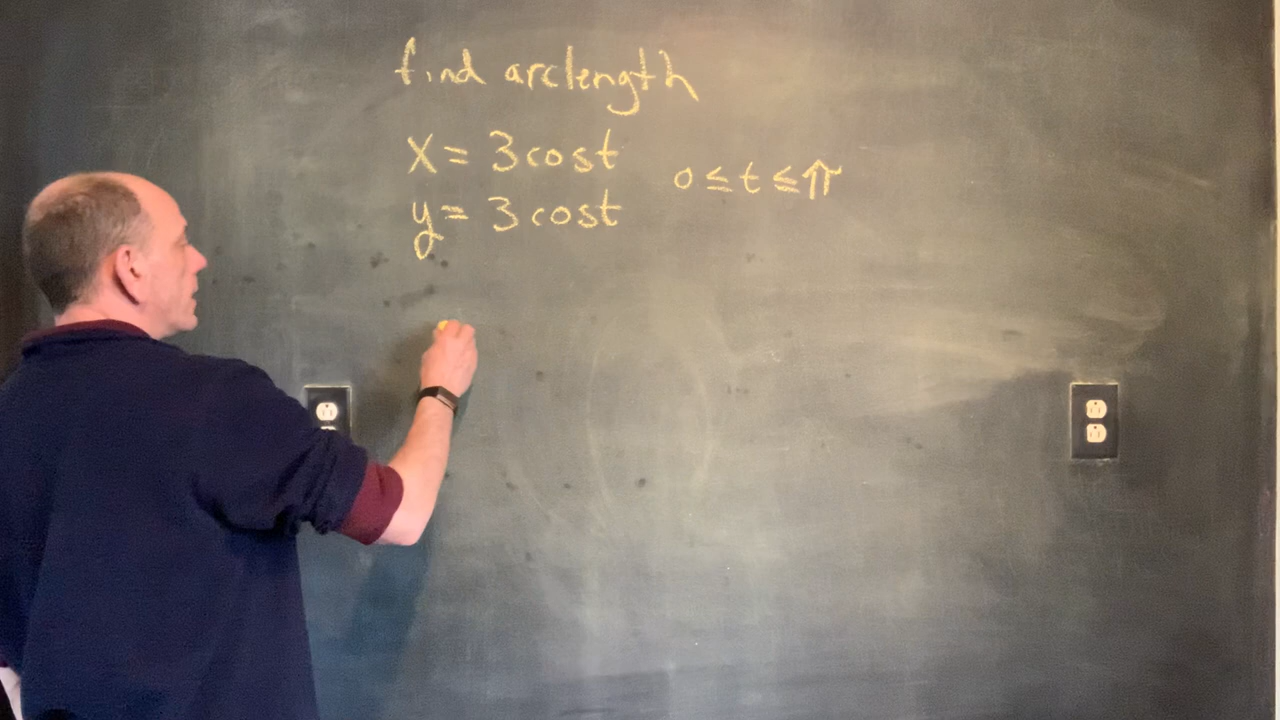 find arclength
x = 3cost
0 ≤ t ≤ π
y = 3cost